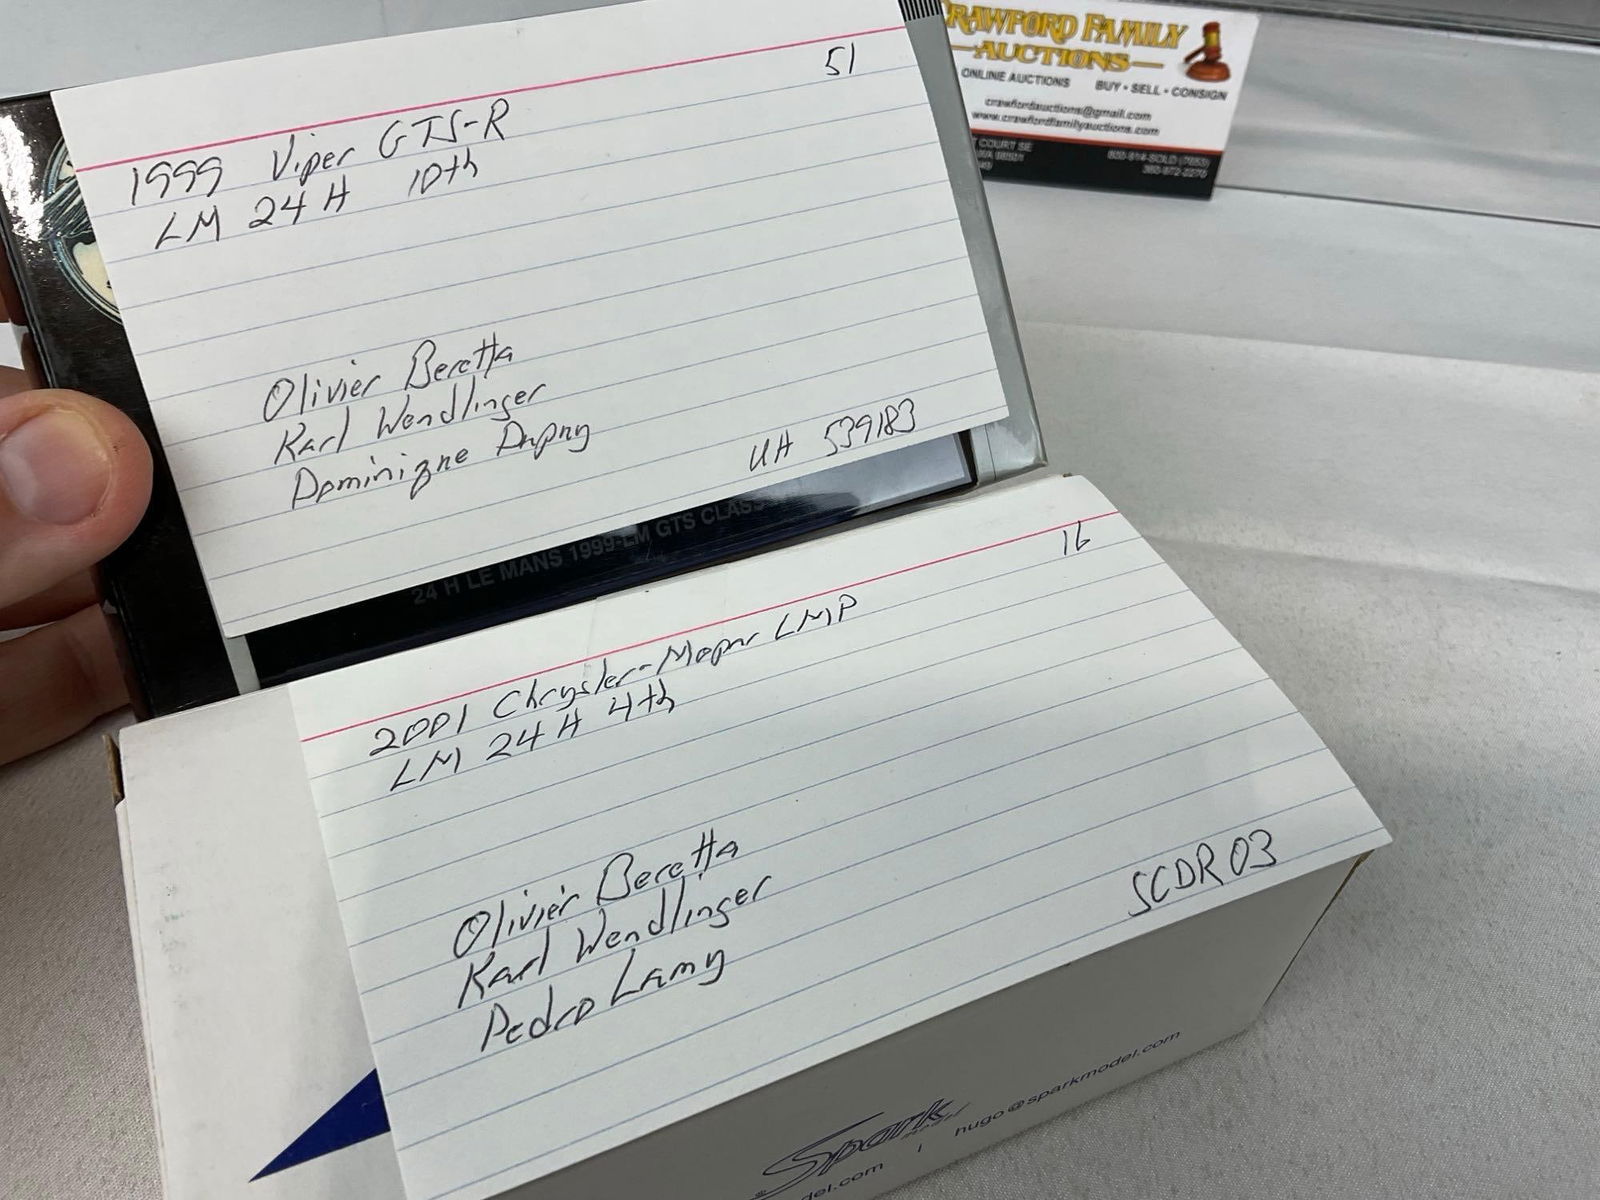 51
1999 Viper GTS-R
LM 24 H 10th
Olivier Beretta
Karl Wendlinger
Dominique Dupuy
UH 539183
24 H LE MANS 1999-LM GTS CLASS
16
2001 Chrysler-Mopar LMP
LM 24 H 4th
Olivier Beretta
Karl Wendlinger
Pedro Lamy
SCDR03
Spark
hugo@sparkmodel.com
CRAWFORD FAMILY
—AUCTIONS—
ONLINE AUCTIONS BUY • SELL • CONSIGN
crawfordauctions@gmail.com
www.crawfordfamilyauctions.com
COURT SE